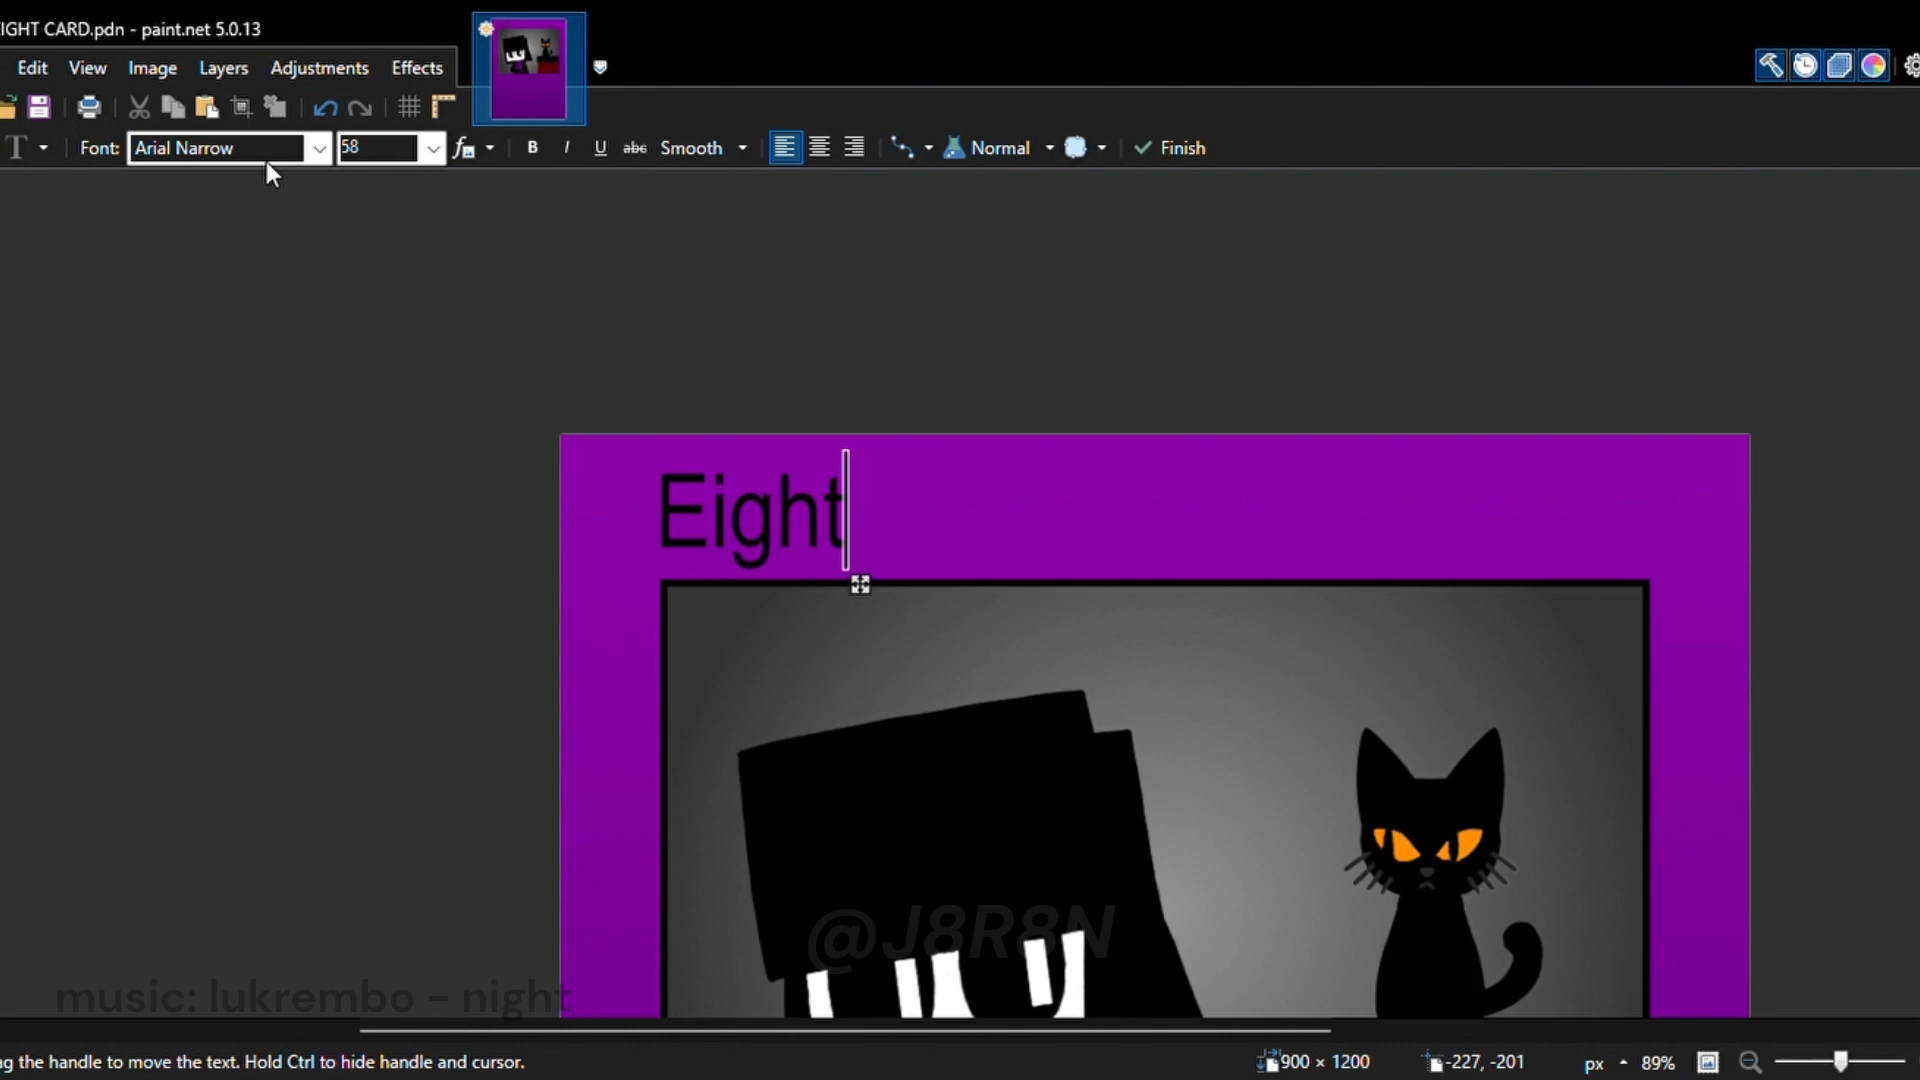 IGHT CARD.pdn - paint.net 5.0.13
Edit View Image Layers Adjustments Effects
T Font: Arial Narrow 58 fx B I U abc Smooth Normal Finish
Eight
@J8R8N
music: lukrembo - night
ag the handle to move the text. Hold Ctrl to hide handle and cursor. 900 × 1200 -227, -201 px 89%